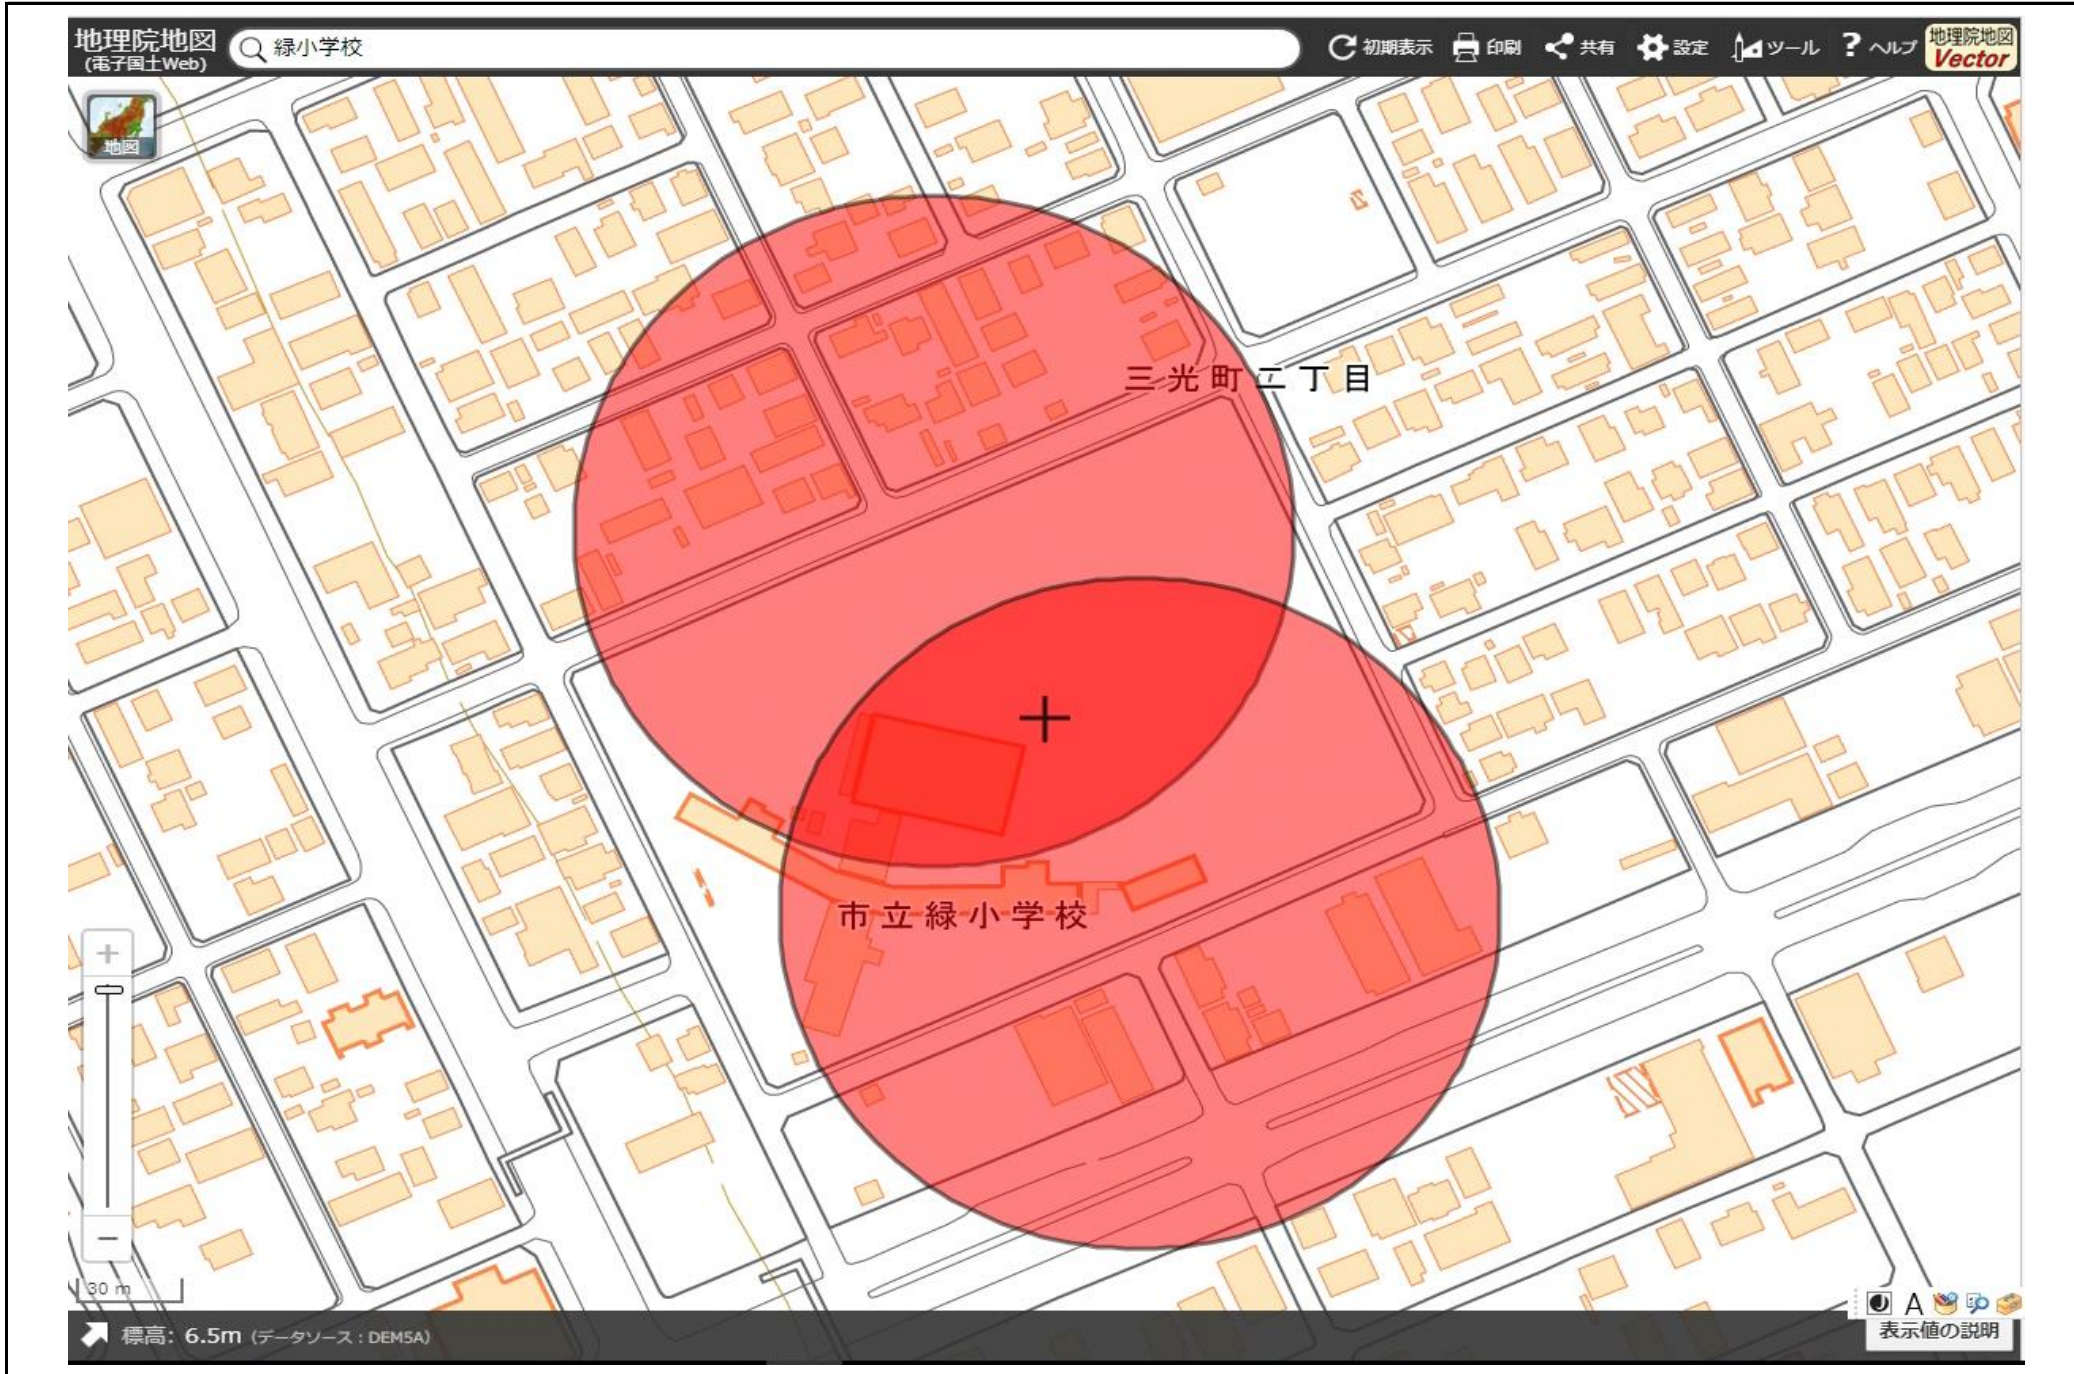 地理院地図
(電子国土Web)
緑小学校
初期表示
印刷
共有
設定
ツール
? ヘルプ
地理院地図
Vector
地図
三光町二丁目
市立緑小学校
+
−
30 m
標高: 6.5m (データソース:DEM5A)
A
表示値の説明